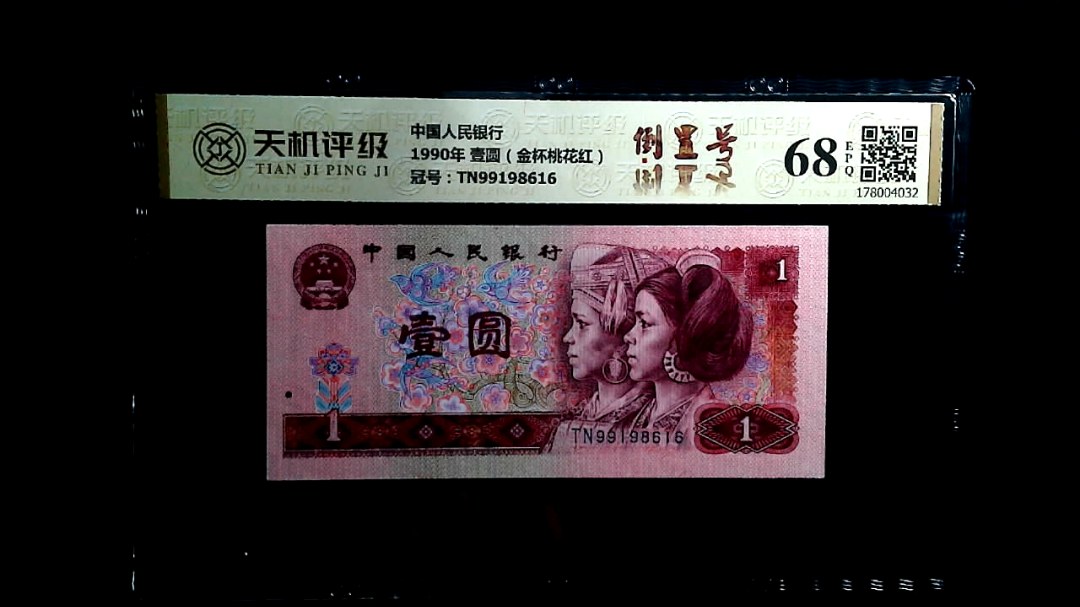 天机评级
TIAN JI PING JI
中国人民银行
1990年 壹圆（金杯桃花红）
冠号：TN99198616
倒置号
68
EPQ
178004032
中國人民銀行
1
壹圆
1
TN99198616
1